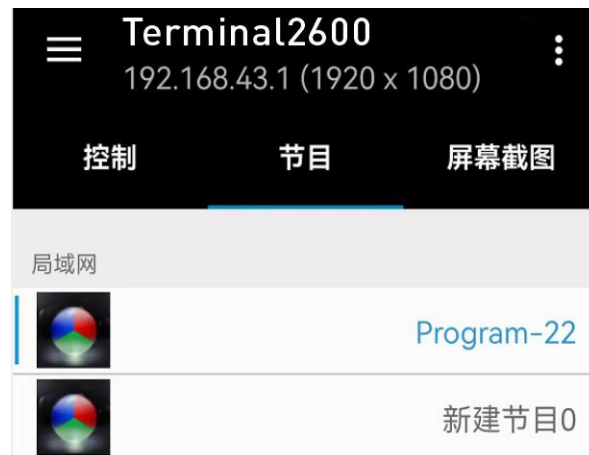 Terminal2600
192.168.43.1 (1920 x 1080)
控制 节目 屏幕截图
局域网
Program-22
新建节目0